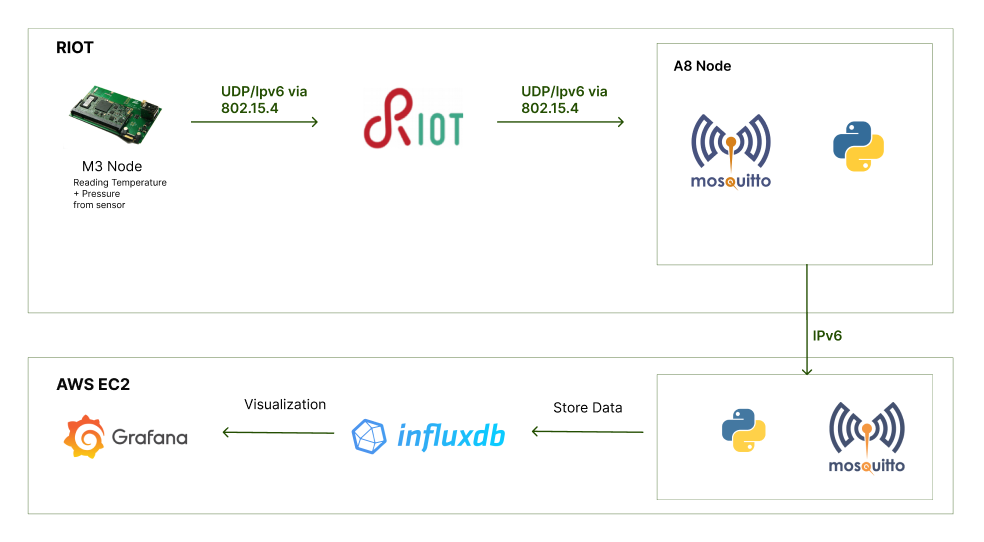 RIOT
A8 Node
UDP/Ipv6 via
802.15.4
RIOT
UDP/Ipv6 via
802.15.4
mosquitto
M3 Node
Reading Temperature
+ Pressure
from sensor
IPv6
AWS EC2
Grafana
Visualization
influxdb
Store Data
mosquitto